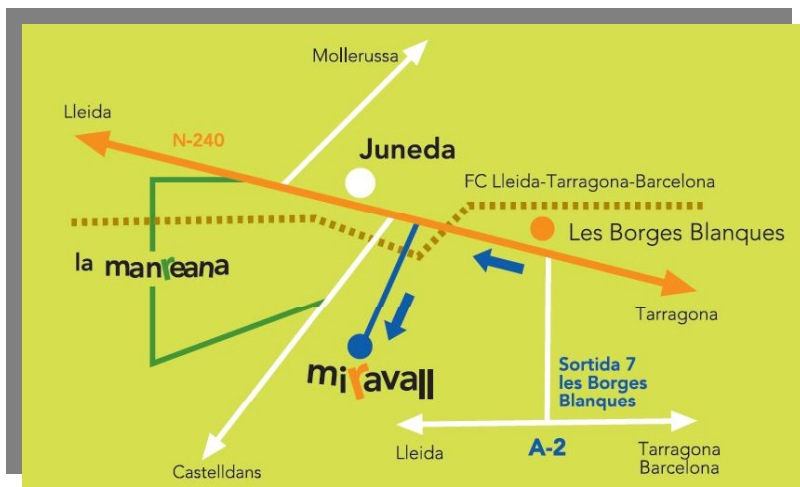 Mollerussa
Lleida
N-240
Juneda
FC Lleida-Tarragona-Barcelona
Les Borges Blanques
la manreana
Tarragona
miravall
Sortida 7
les Borges
Blanques
Lleida
A-2
Tarragona
Barcelona
Castelldans